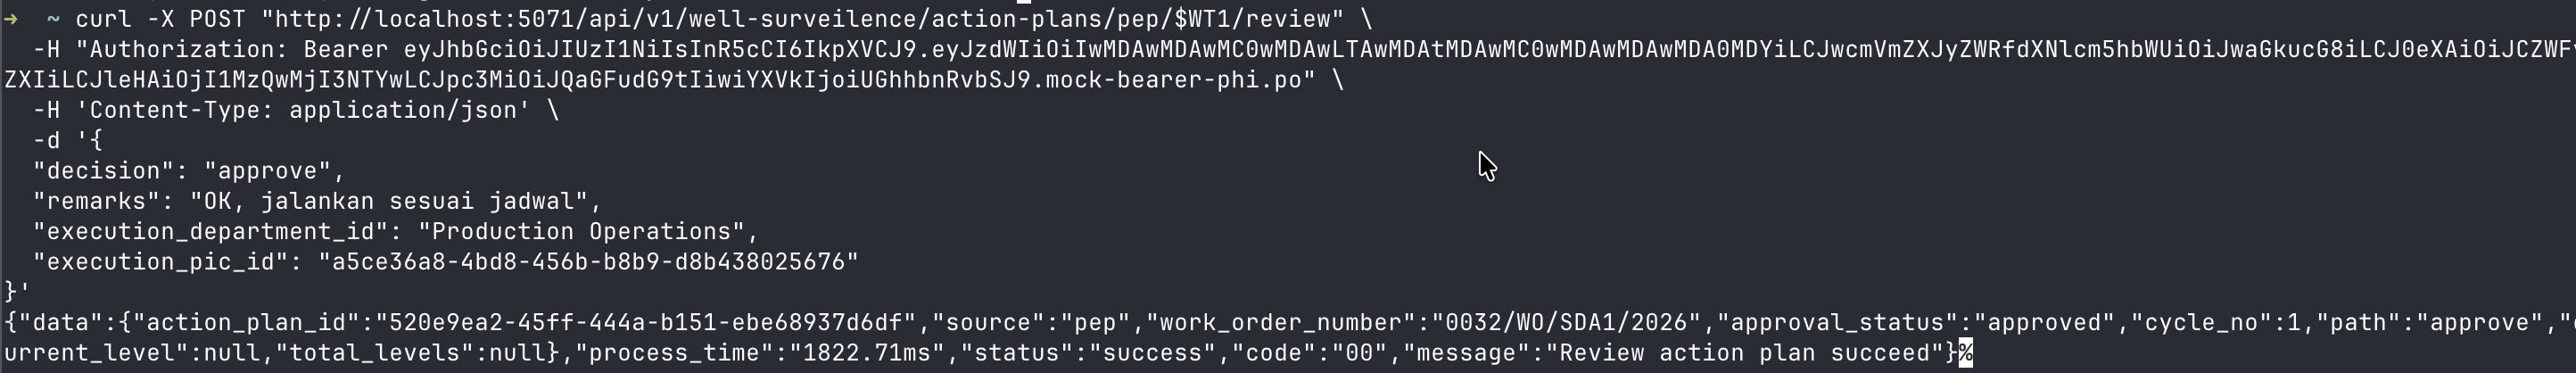 → ~ curl -X POST "http://localhost:5071/api/v1/well-surveilence/action-plans/pep/$WT1/review" \
-H "Authorization: Bearer eyJhbGciOiJIUzI1NiIsInR5cCI6IkpXVCJ9.eyJzdWIiOiIwMDAwMDAwMC0wMDAwLTAwMDAtMDAwMC0wMDAwMDAwMDA0MDYiLCJwcmVmZXJyZWRfdXNlcm5hbWUiOiJwaGkucG8iLCJ0eXAiOiJCZWF
ZXIiLCJleHAiOjI1MzQwMjI3NTYwLCJpc3MiOiJQaGFudG9tIiwiYXVkIjoiUGhhbnRvbSJ9.mock-bearer-phi.po" \
-H 'Content-Type: application/json' \
-d '{
"decision": "approve",
"remarks": "OK, jalankan sesuai jadwal",
"execution_department_id": "Production Operations",
"execution_pic_id": "a5ce36a8-4bd8-456b-b8b9-d8b438025676"
}'
{"data":{"action_plan_id":"520e9ea2-45ff-444a-b151-ebe68937d6df","source":"pep","work_order_number":"0032/WO/SDA1/2026","approval_status":"approved","cycle_no":1,"path":"approve","
urrent_level":null,"total_levels":null},"process_time":"1822.71ms","status":"success","code":"00","message":"Review action plan succeed"}%